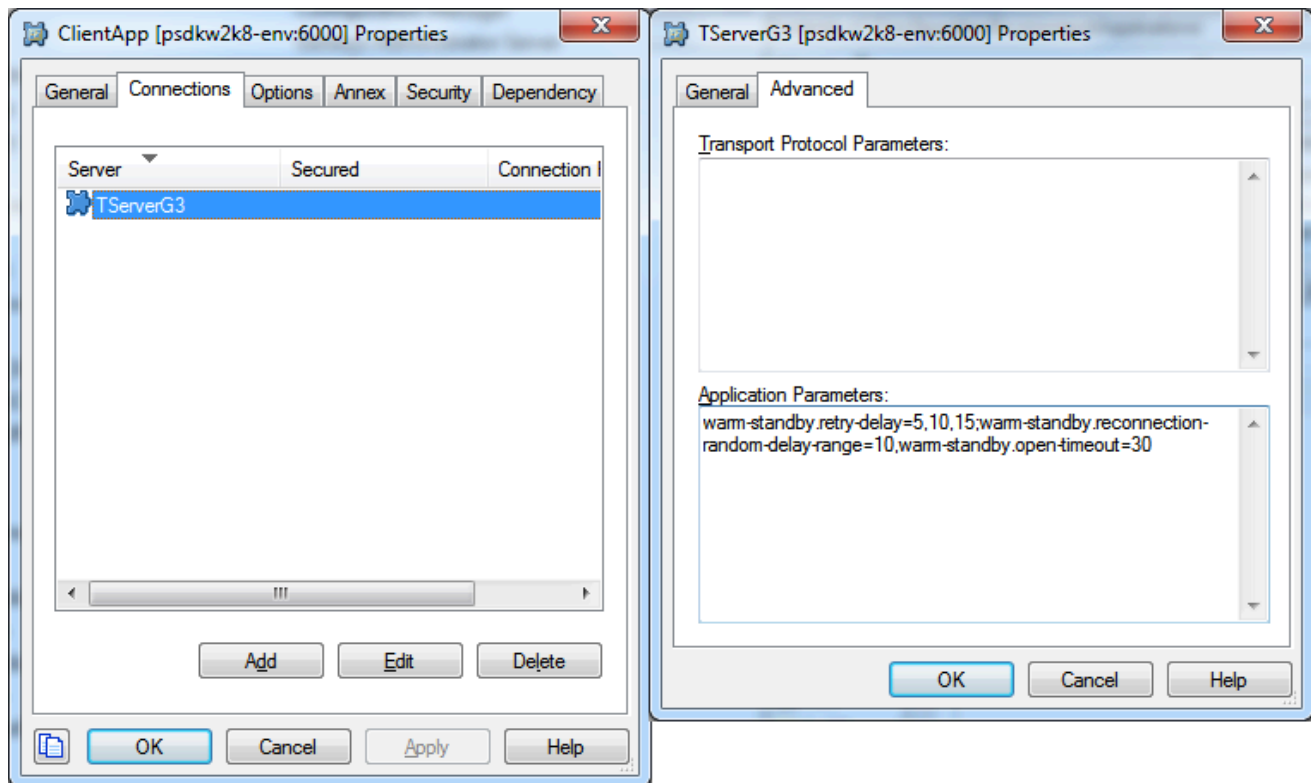 ClientApp [psdkw2k8-env:6000] Properties
General Connections Options Annex Security Dependency
Server Secured Connection
TServerG3
Add Edit Delete
OK Cancel Apply Help
TServerG3 [psdkw2k8-env:6000] Properties
General Advanced
Transport Protocol Parameters:
Application Parameters:
warm-standby.retry-delay=5,10,15;warm-standby.reconnection-
random-delay-range=10,warm-standby.open-timeout=30
OK Cancel Help